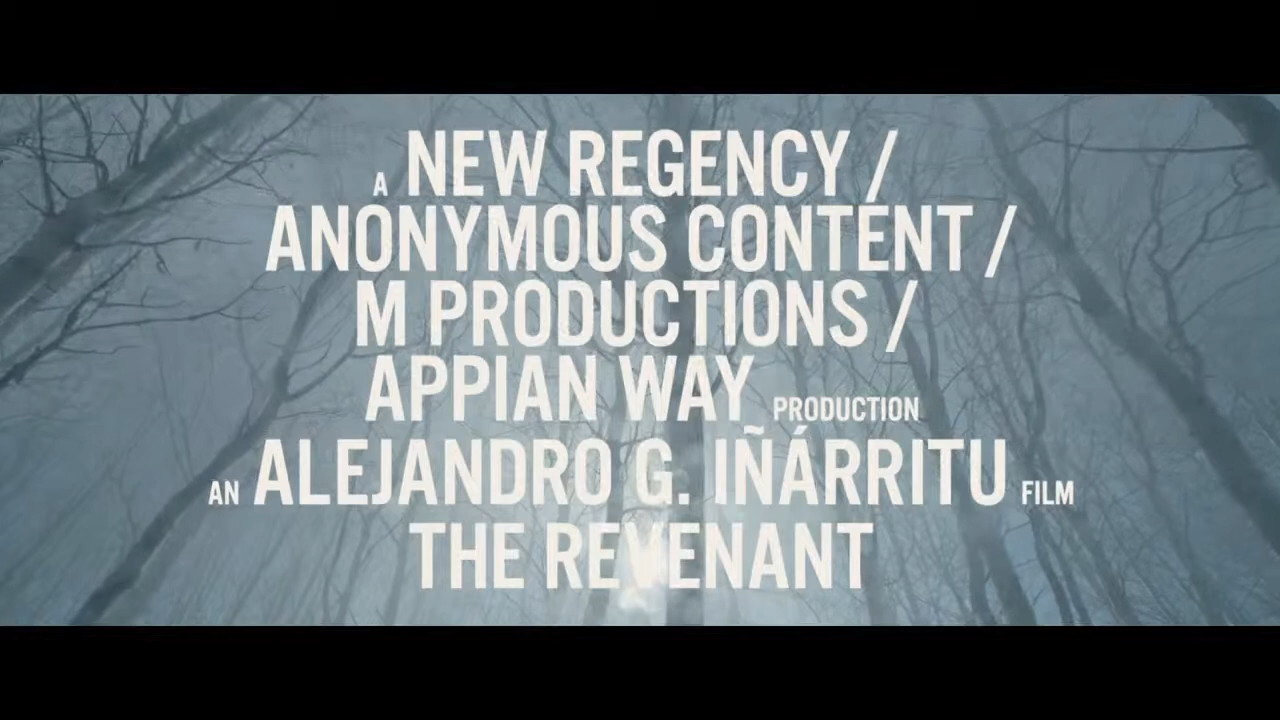 A NEW REGENCY /
ANONYMOUS CONTENT /
M PRODUCTIONS /
APPIAN WAY PRODUCTION
AN ALEJANDRO G. IÑÁRRITU FILM
THE REVENANT